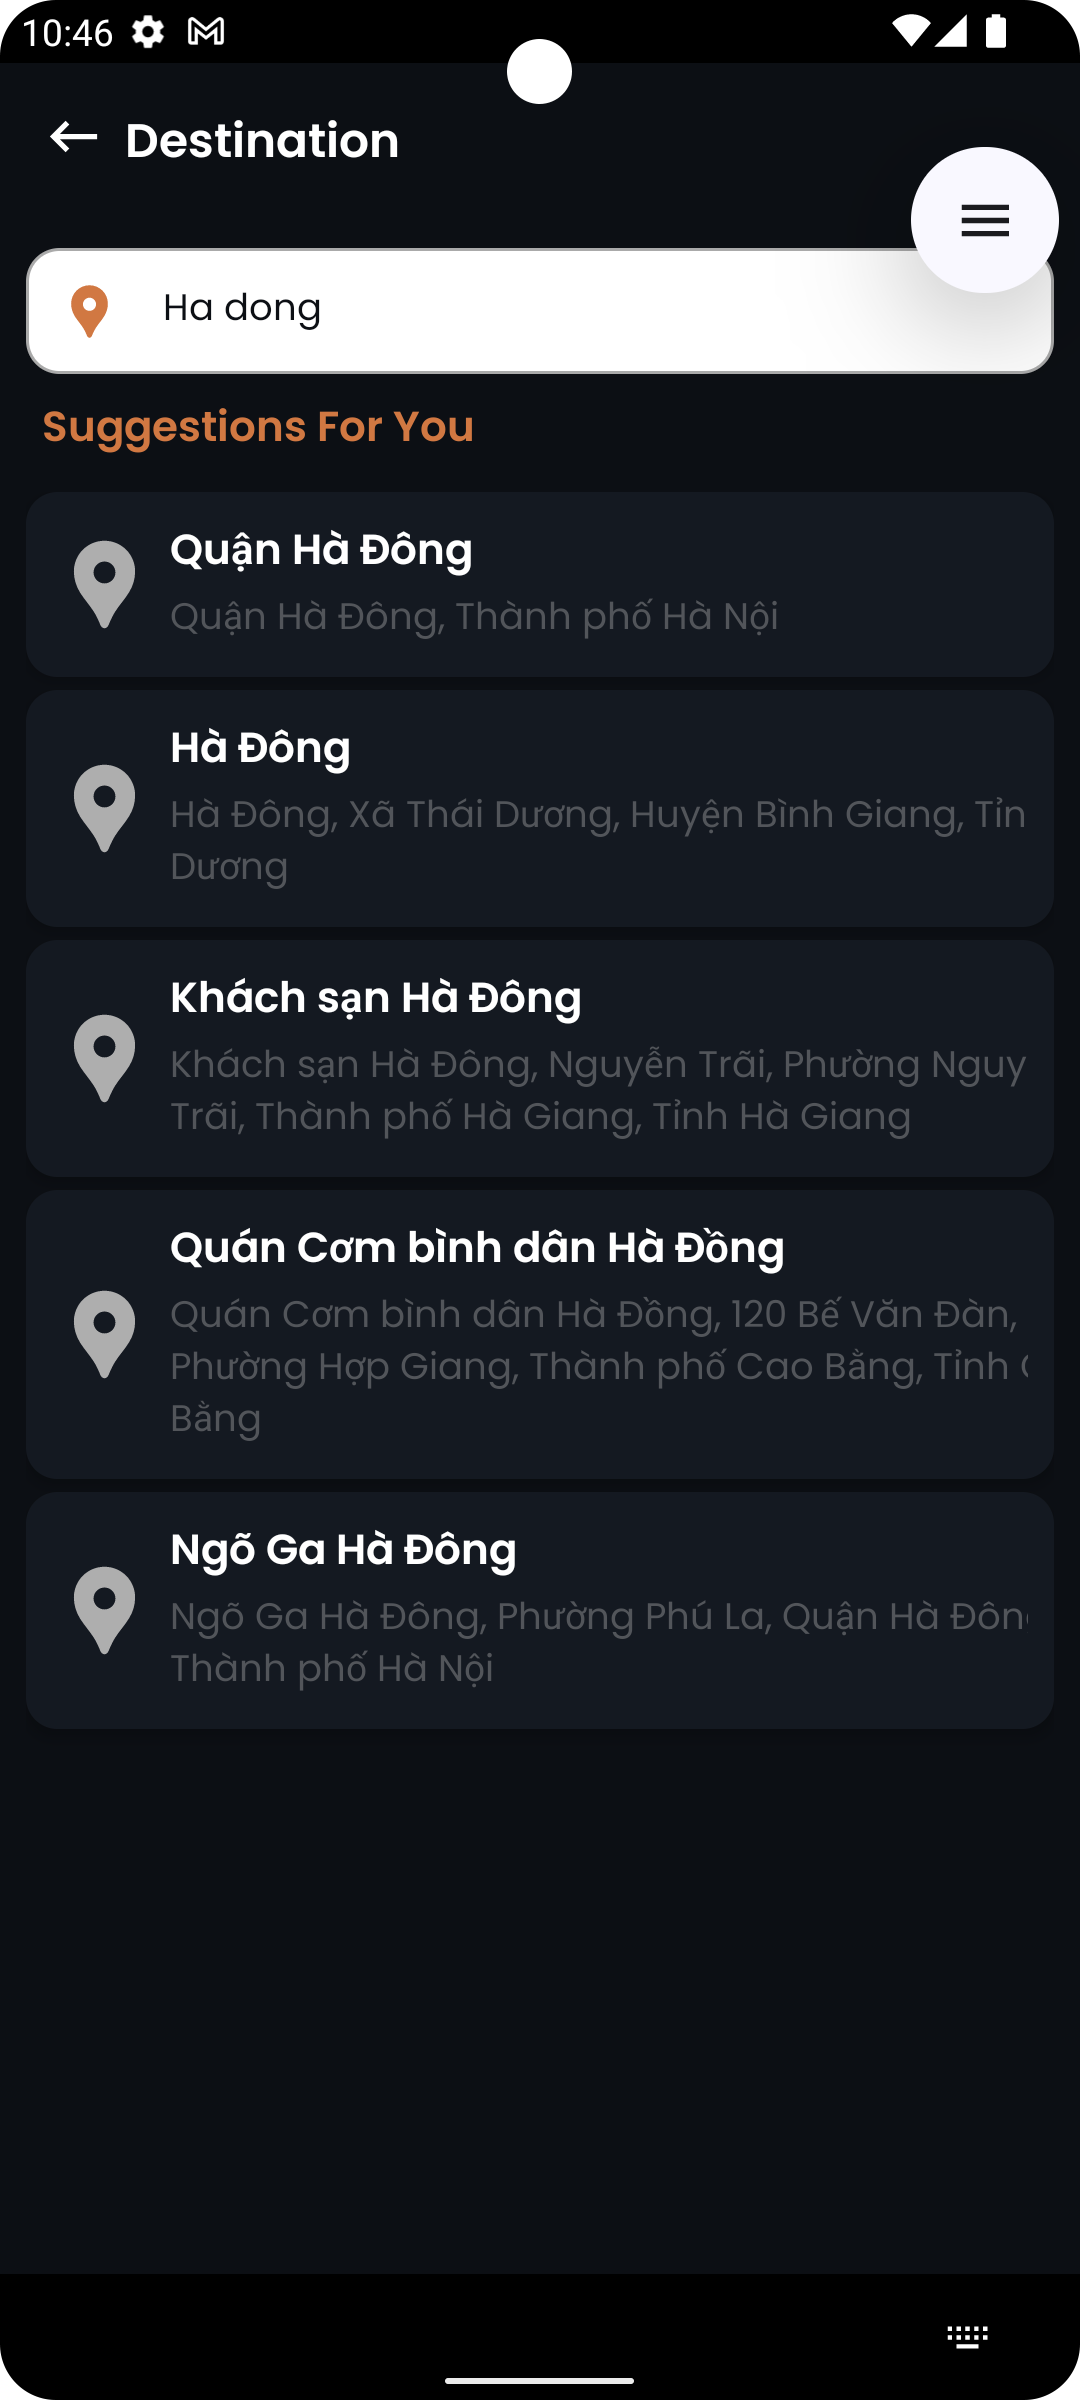 10:46
Destination
Ha dong
Suggestions For You
Quận Hà Đông
Quận Hà Đông, Thành phố Hà Nội
Hà Đông
Hà Đông, Xã Thái Dương, Huyện Bình Giang, Tỉn
Dương
Khách sạn Hà Đông
Khách sạn Hà Đông, Nguyễn Trãi, Phường Nguy
Trãi, Thành phố Hà Giang, Tỉnh Hà Giang
Quán Cơm bình dân Hà Đồng
Quán Cơm bình dân Hà Đồng, 120 Bế Văn Đàn,
Phường Hợp Giang, Thành phố Cao Bằng, Tỉnh
Bằng
Ngõ Ga Hà Đông
Ngõ Ga Hà Đông, Phường Phú La, Quận Hà Đôn
Thành phố Hà Nội